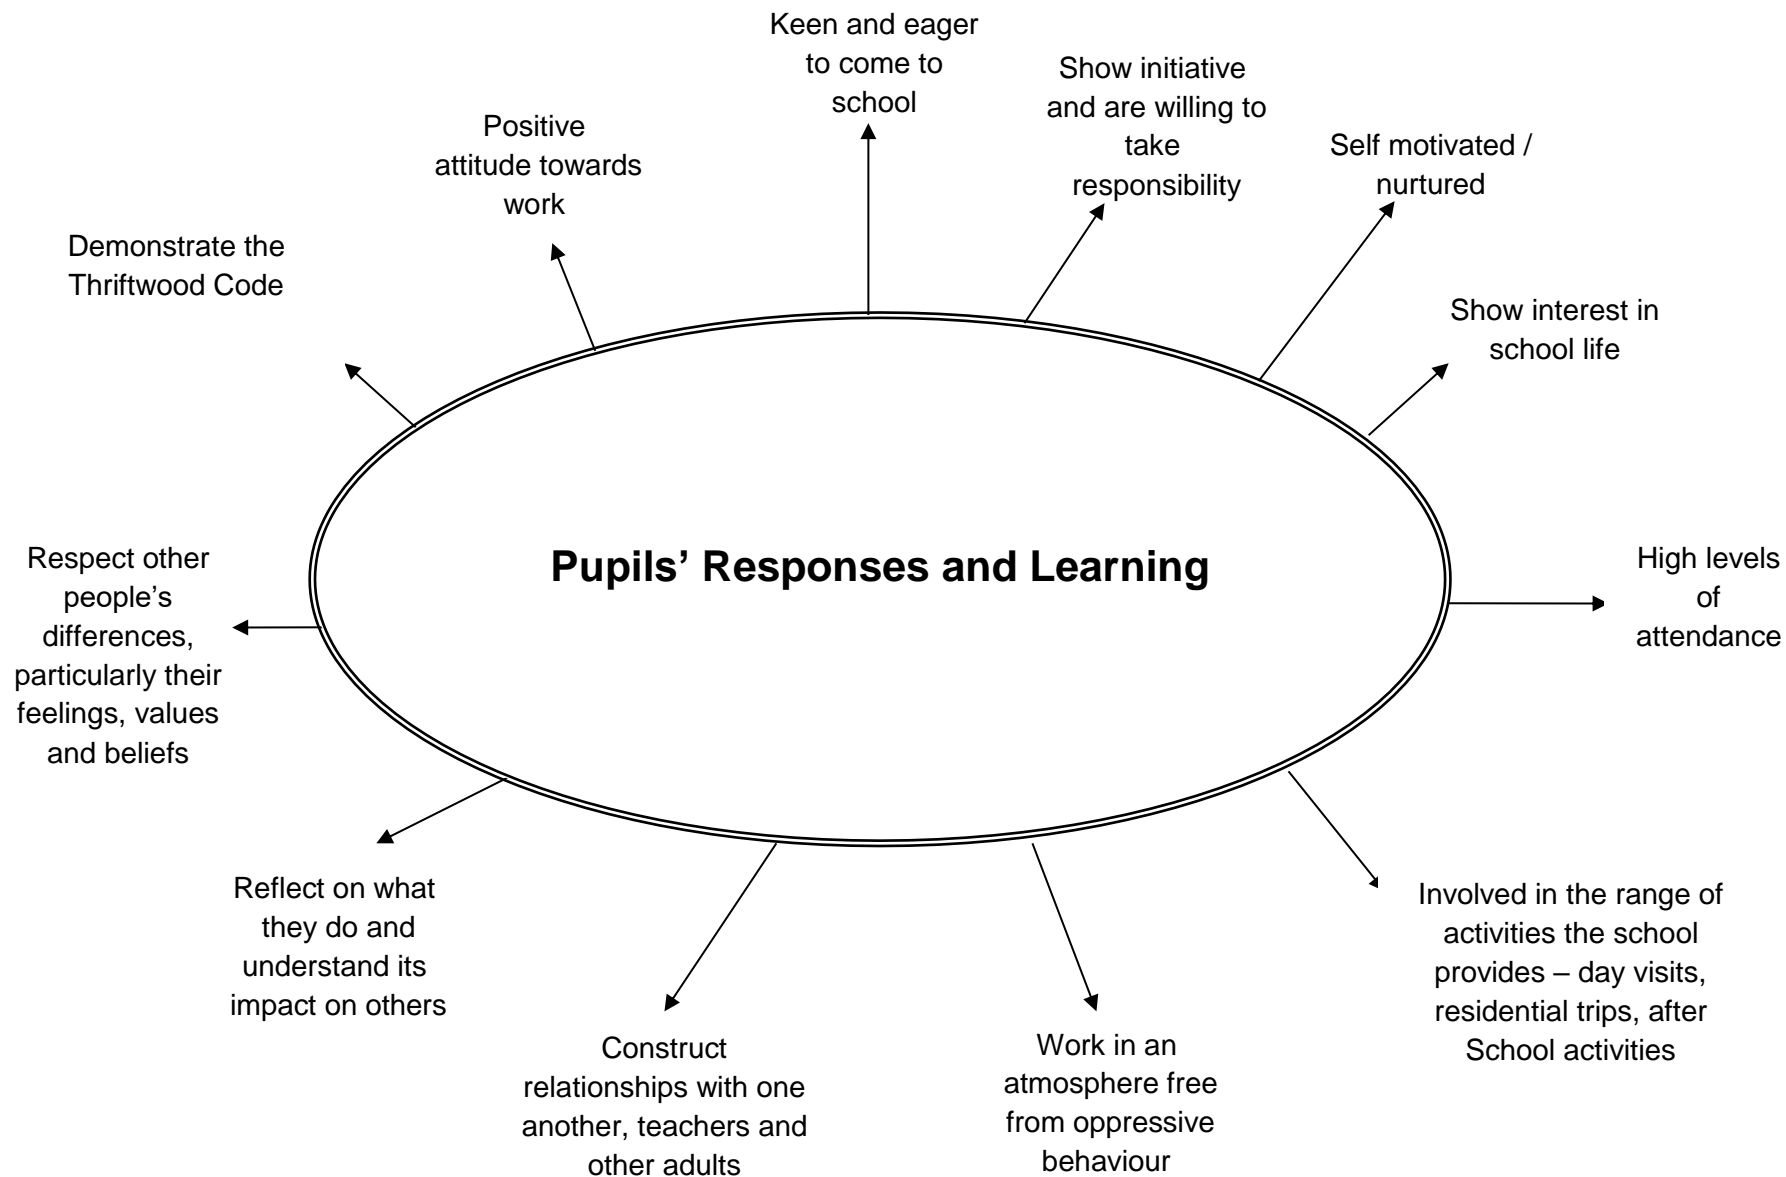 Keen and eager
to come to
school
Show initiative
and are willing to
take
responsibility
Positive
attitude towards
work
Self motivated /
nurtured
Demonstrate the
Thriftwood Code
Show interest in
school life
Pupils’ Responses and Learning
Respect other
people’s
differences,
particularly their
feelings, values
and beliefs
High levels
of
attendance
Reflect on what
they do and
understand its
impact on others
Involved in the range of
activities the school
provides – day visits,
residential trips, after
School activities
Construct
relationships with one
another, teachers and
other adults
Work in an
atmosphere free
from oppressive
behaviour